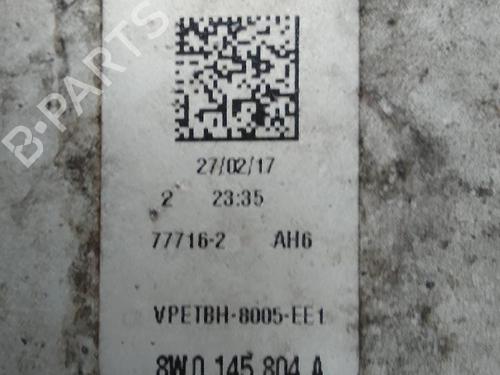 B-PARTS
27/02/17
2 23:35
77716-2 AH6
VPETBH-8005-EE1
8W0 145 804 A